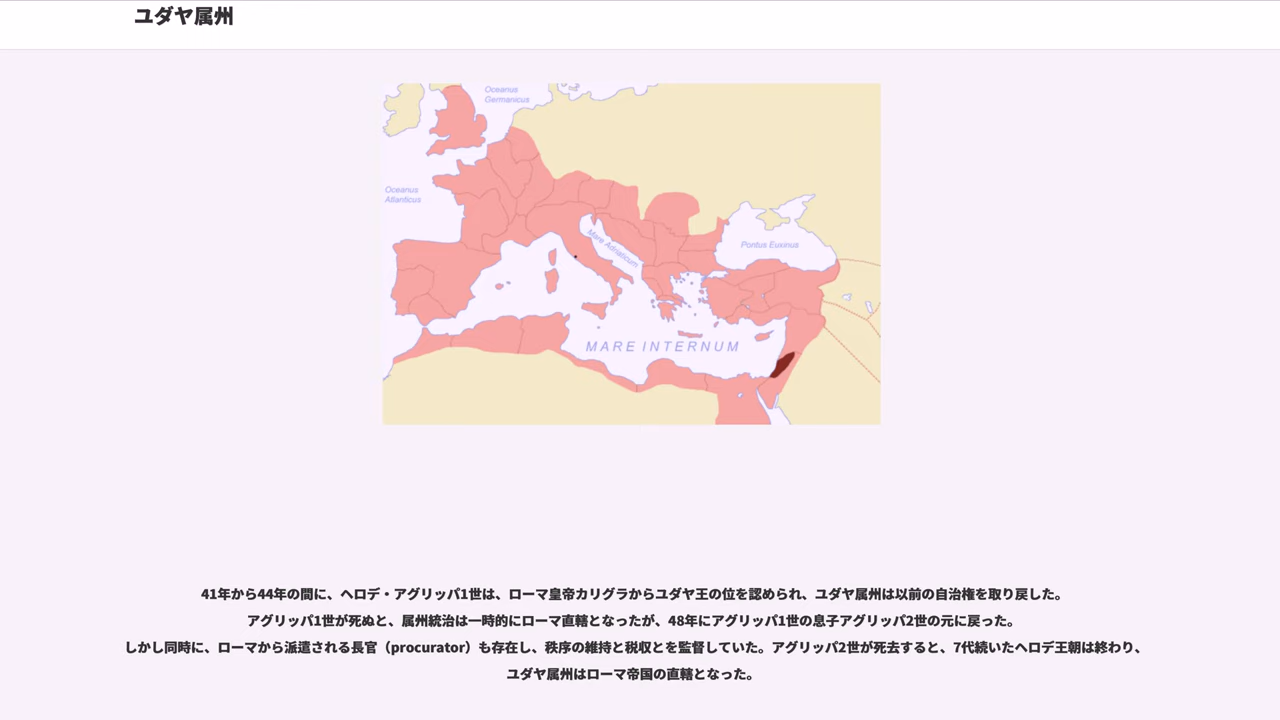 ユダヤ属州
Oceanus
Germanicus
Oceanus
Atlanticus
Mare Adriaticum
Pontus Euxinus
MARE INTERNUM
41年から44年の間に、ヘロデ・アグリッパ1世は、ローマ皇帝カリグラからユダヤ王の位を認められ、ユダヤ属州は以前の自治権を取り戻した。
アグリッパ1世が死ぬと、属州統治は一時的にローマ直轄となったが、48年にアグリッパ1世の息子アグリッパ2世の元に戻った。
しかし同時に、ローマから派遣される長官（procurator）も存在し、秩序の維持と税収とを監督していた。アグリッパ2世が死去すると、7代続いたヘロデ王朝は終わり、
ユダヤ属州はローマ帝国の直轄となった。